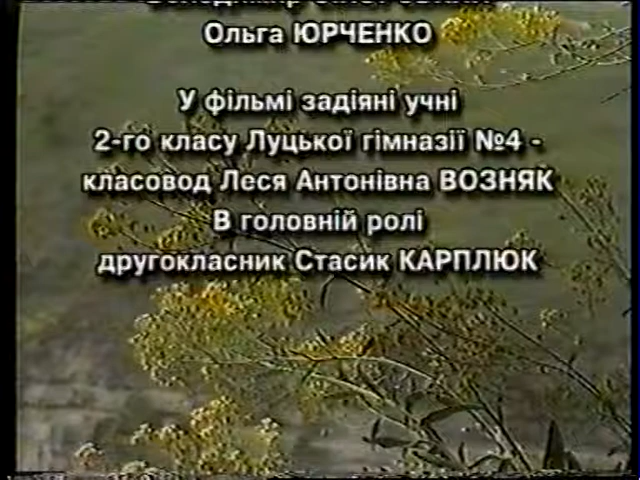 Ольга ЮРЧЕНКО
У фільмі задіяні учні
2-го класу Луцької гімназії №4 -
класовод Леся Антонівна ВОЗНЯК
В головній ролі
другокласник Стасик КАРПЛЮК